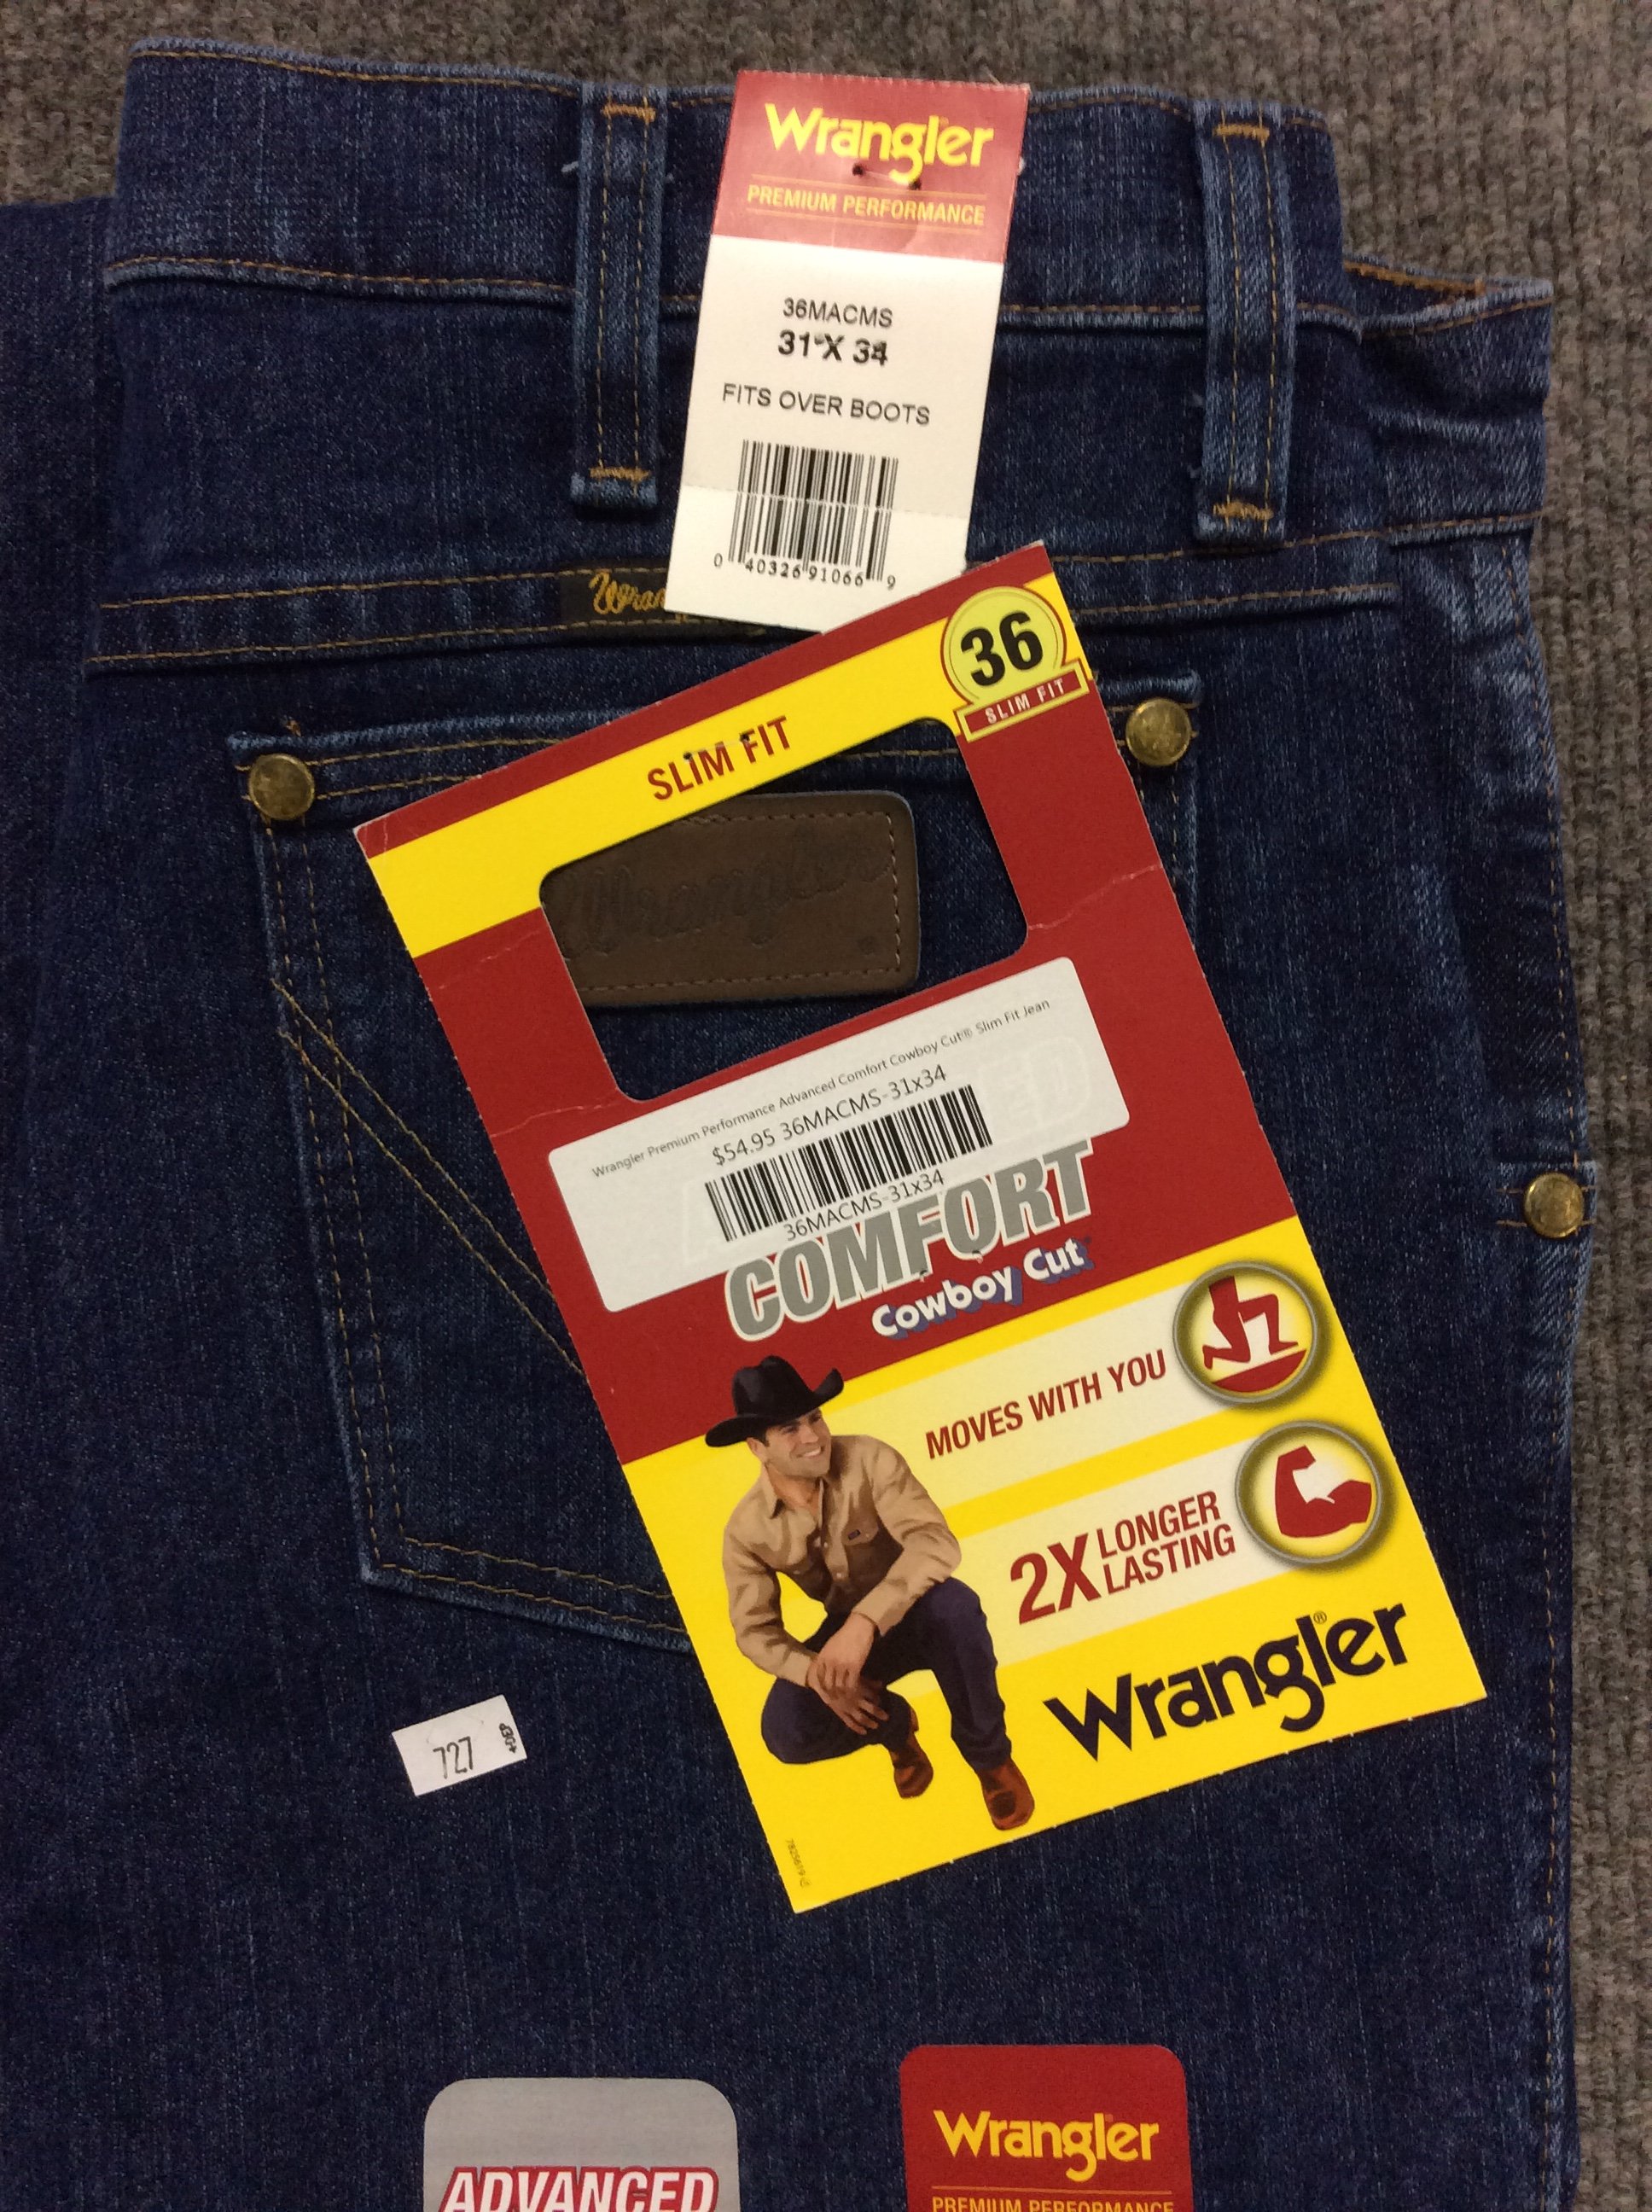 Wrangler
PREMIUM PERFORMANCE
36MACMS
31 X 34
FITS OVER BOOTS
0 40326 91066 9
36
SLIM FIT
SLIM FIT
Wrangler
Wrangler Premium Performance Advanced Comfort Cowboy Cut® Slim Fit Jean
$54.95 36MACMS-31x34
36MACMS-31x34
COMFORT
Cowboy Cut
MOVES WITH YOU
2X LONGER
LASTING
Wrangler®
727
ADVANCED
Wrangler
PREMIUM PERFORMANCE